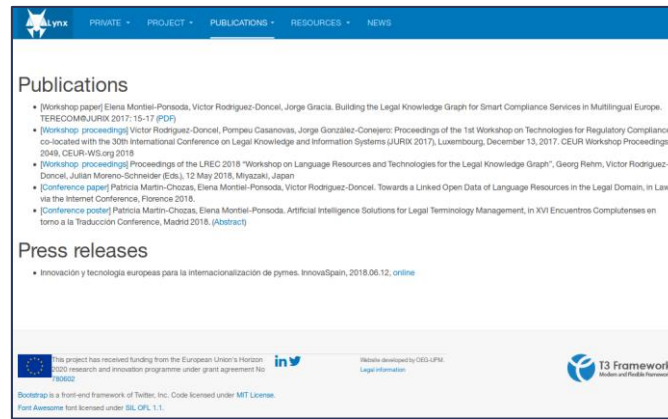 Lynx PRIVATE PROJECT PUBLICATIONS RESOURCES NEWS
Publications
[Workshop paper] Elena Montiel-Ponsoda, Victor Rodriguez-Doncel, Jorge Gracia. Building the Legal Knowledge Graph for Smart Compliance Services in Multilingual Europe.
TERECOM@JURIX 2017: 15-17 (PDF)
[Workshop proceedings] Victor Rodriguez-Doncel, Pompeu Casanovas, Jorge González-Conejero: Proceedings of the 1st Workshop on Technologies for Regulatory Compliance
co-located with the 30th International Conference on Legal Knowledge and Information Systems (JURIX 2017), Luxembourg, December 13, 2017. CEUR Workshop Proceedings
2049, CEUR-WS.org 2018
[Workshop proceedings] Proceedings of the LREC 2018 "Workshop on Language Resources and Technologies for the Legal Knowledge Graph", Georg Rehm, Victor Rodriguez-
Doncel, Julián Moreno-Schneider (Eds.), 12 May 2018, Miyazaki, Japan
[Conference paper] Patricia Martin-Chozas, Elena Montiel-Ponsoda, Victor Rodriguez-Doncel. Towards a Linked Open Data of Language Resources in the Legal Domain, in Law
via the Internet Conference, Florence 2018.
[Conference poster] Patricia Martin-Chozas, Elena Montiel-Ponsoda. Artificial Intelligence Solutions for Legal Terminology Management, in XVI Encuentros Complutenses en
torno a la Traducción Conference, Madrid 2018. (Abstract)
Press releases
Innovación y tecnología europeas para la internacionalización de pymes. InnovaSpain, 2018.06.12, online
This project has received funding from the European Union's Horizon
2020 research and innovation programme under grant agreement No
780602
Website developed by OEG-UPM.
Legal information
T3 Framework
Modern and Flexible Framework
Bootstrap is a front-end framework of Twitter, Inc. Code licensed under MIT License.
Font Awesome font licensed under SIL OFL 1.1.